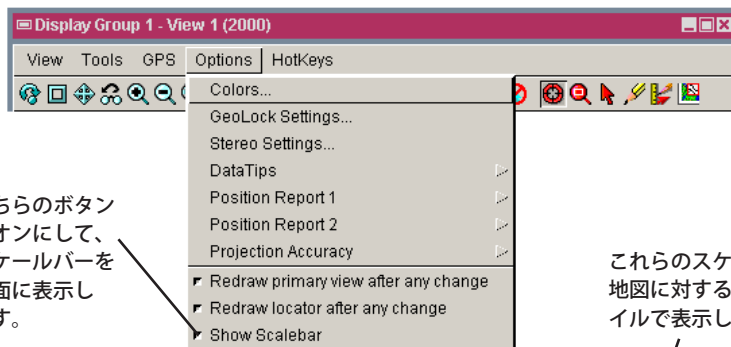 Display Group 1 - View 1 (2000)
View Tools GPS Options HotKeys
Colors...
GeoLock Settings...
Stereo Settings...
DataTips
Position Report 1
Position Report 2
Projection Accuracy
Redraw primary view after any change
Redraw locator after any change
Show Scalebar
ちらのボタン
オンにして、
ケールバーを
面に表示し
す。
これらのスケ
地図に対する
イルで表示し